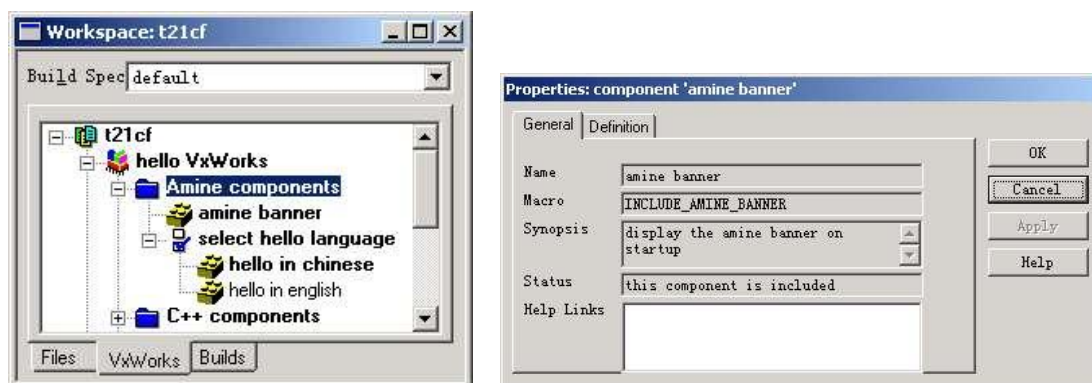 Workspace: t21cf
Build Spec default
t21cf
hello VxWorks
Amine components
amine banner
select hello language
hello in chinese
hello in english
C++ components
Files VxWorks Builds
Properties: component 'amine banner'
General Definition
Name amine banner
Macro INCLUDE_AMINE_BANNER
Synopsis display the amine banner on
startup
Status this component is included
Help Links
OK
Cancel
Apply
Help